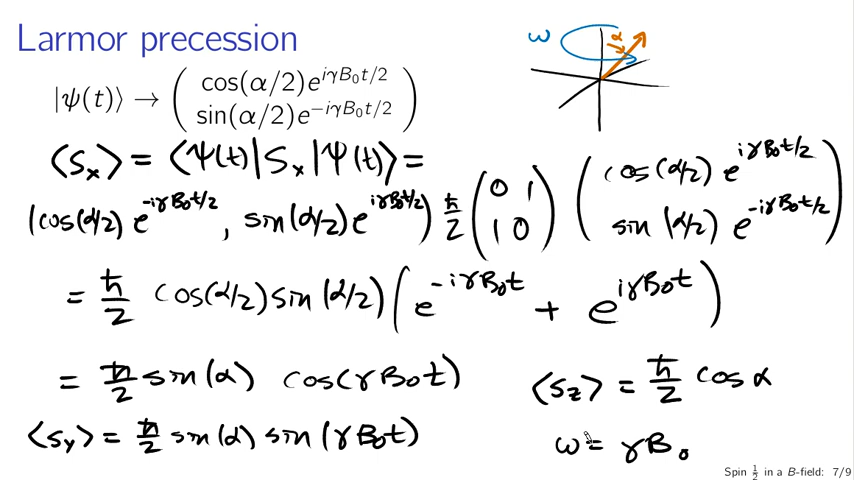 Larmor precession
ω α
|ψ(t)⟩ → ( cos(α/2)e^{iγB₀t/2}
sin(α/2)e^{-iγB₀t/2} )
⟨Sx⟩ = ⟨ψ(t)|Sx|ψ(t)⟩ =
(cos(α/2) e^{-iγB₀t/2}, sin(α/2) e^{iγB₀t/2}) ħ/2 ( 0 1 / 1 0 ) ( cos(α/2) e^{iγB₀t/2} / sin(α/2) e^{-iγB₀t/2} )
= ħ/2 cos(α/2) sin(α/2) ( e^{-iγB₀t} + e^{iγB₀t} )
= ħ/2 sin(α) cos(γB₀t)
⟨Sz⟩ = ħ/2 cos α
⟨Sy⟩ = ħ/2 sin(α) sin(γB₀t)
ω = γB₀
Spin 1/2 in a B-field: 7/9